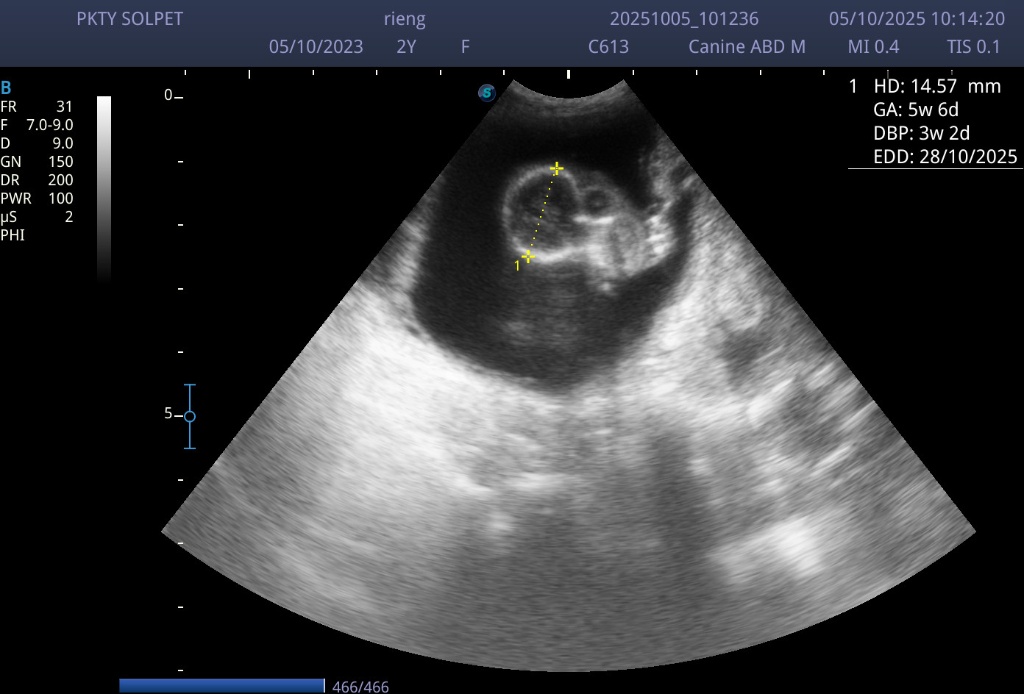 PKTY SOLPET rieng 20251005_101236 05/10/2025 10:14:20
05/10/2023 2Y F C613 Canine ABD M MI 0.4 TIS 0.1
B
FR 31
F 7.0-9.0
D 9.0
GN 150
DR 200
PWR 100
µS 2
PHI
1 HD: 14.57 mm
GA: 5w 6d
DBP: 3w 2d
EDD: 28/10/2025
S
0
1
5
466/466